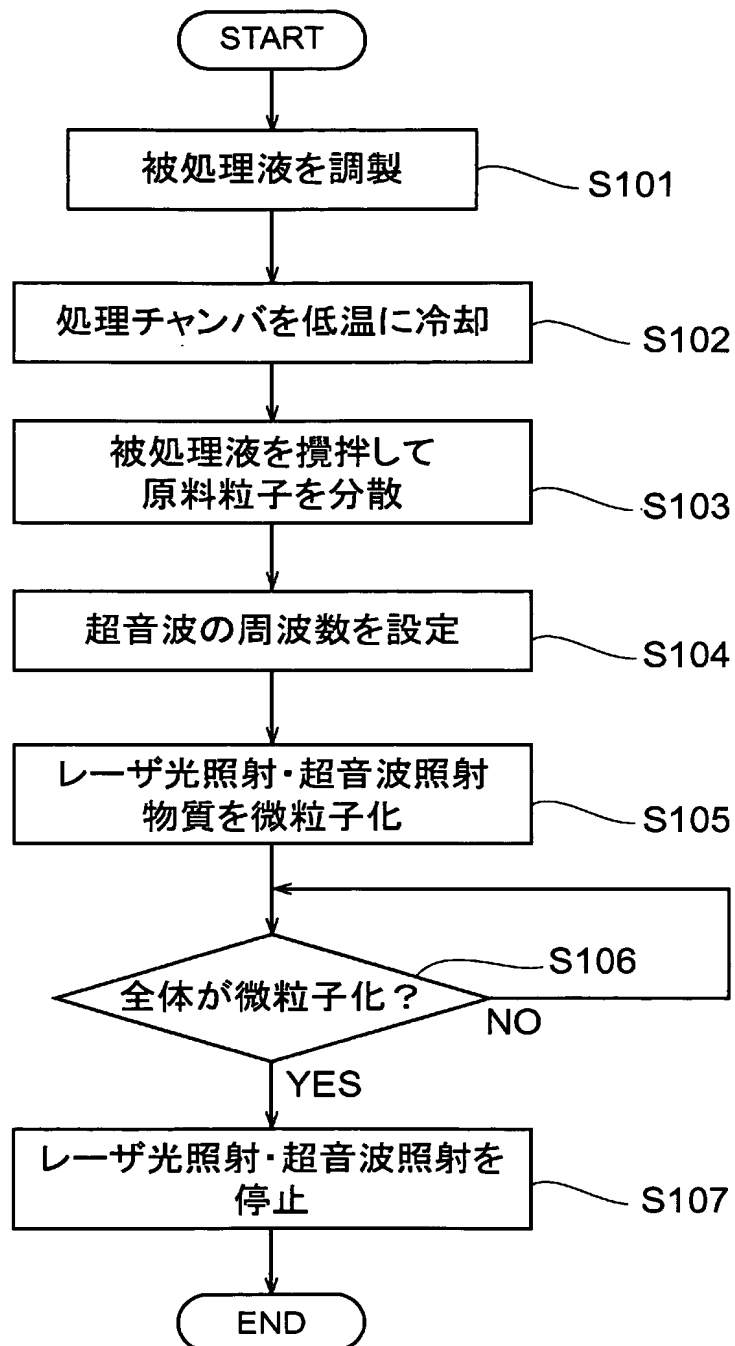 START
被処理液を調製
S101
処理チャンバを低温に冷却
S102
被処理液を攪拌して
原料粒子を分散
S103
超音波の周波数を設定
S104
レーザ光照射・超音波照射
物質を微粒子化
S105
全体が微粒子化？
S106
NO
YES
レーザ光照射・超音波照射を
停止
S107
END